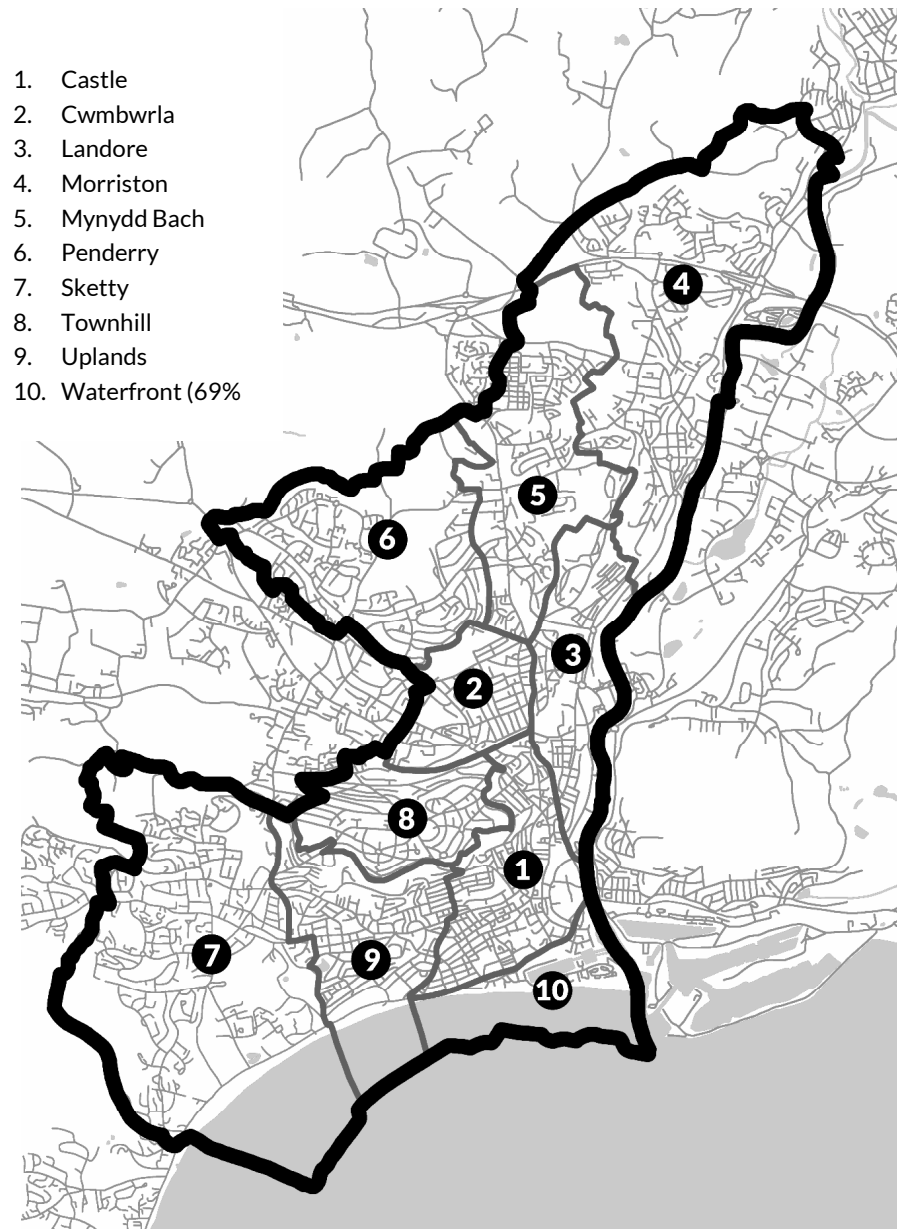 1. Castle
2. Cwmbwrla
3. Landore
4. Morriston
5. Mynydd Bach
6. Penderry
7. Sketty
8. Townhill
9. Uplands
10. Waterfront (69%
4
5
6
3
2
8
1
7
9
10